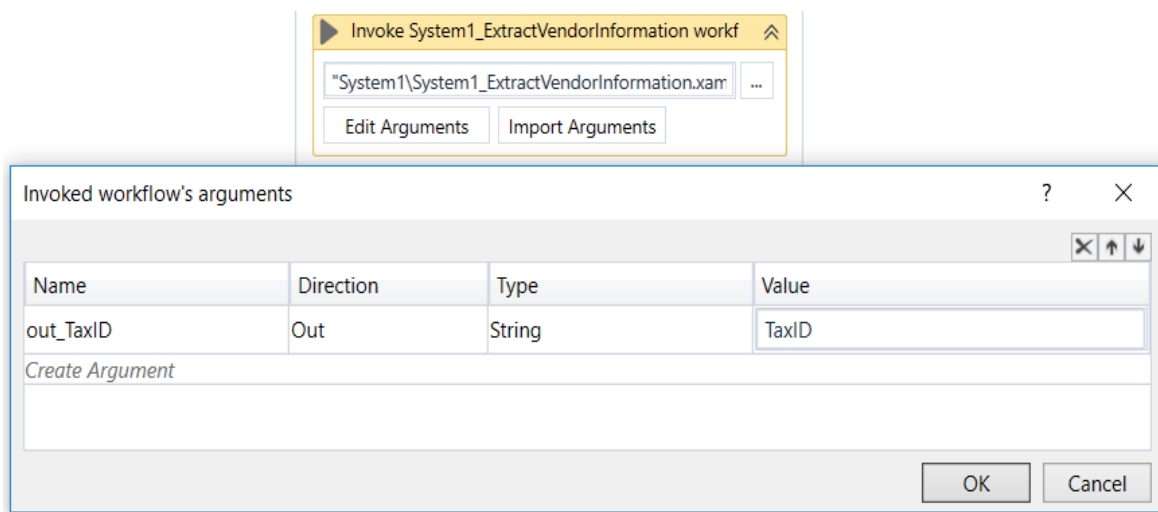 Invoke System1_ExtractVendorInformation workf
"System1\System1_ExtractVendorInformation.xam
...
Edit Arguments Import Arguments
Invoked workflow's arguments ? ×
Name Direction Type Value
out_TaxID Out String TaxID
Create Argument
OK Cancel